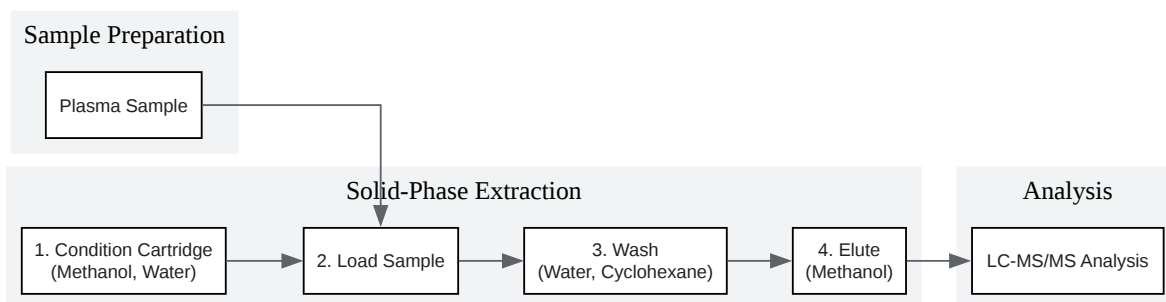 Sample Preparation
Plasma Sample
Solid-Phase Extraction
1. Condition Cartridge
(Methanol, Water)
2. Load Sample
3. Wash
(Water, Cyclohexane)
4. Elute
(Methanol)
Analysis
LC-MS/MS Analysis